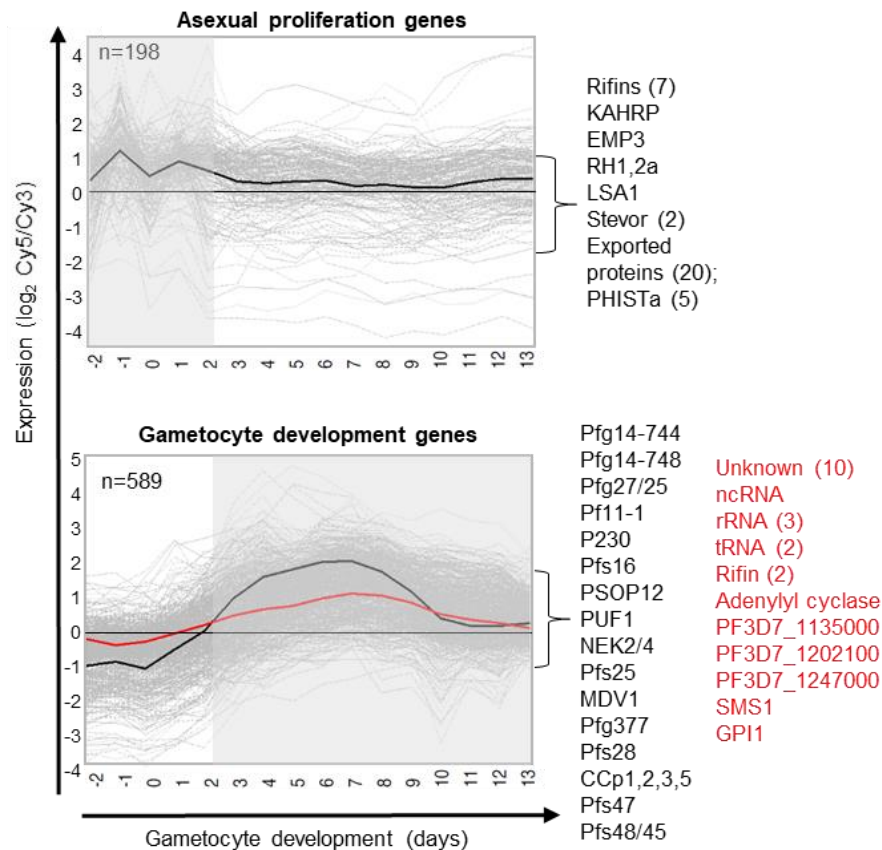 Asexual proliferation genes
n=198
4
3
2
1
0
-1
-2
-3
-4
-2
-1
0
1
2
3
4
5
6
7
8
9
10
11
12
13
Rifins (7)
KAHRP
EMP3
RH1,2a
LSA1
Stevor (2)
Exported
proteins (20);
PHISTa (5)
Expression (log₂ Cy5/Cy3)
Gametocyte development genes
n=589
5
4
3
2
1
0
-1
-2
-3
-4
-2
-1
0
1
2
3
4
5
6
7
8
9
10
11
12
13
Gametocyte development (days)
Pfg14-744
Pfg14-748
Pfg27/25
Pf11-1
P230
Pfs16
PSOP12
PUF1
NEK2/4
Pfs25
MDV1
Pfg377
Pfs28
CCp1,2,3,5
Pfs47
Pfs48/45
Unknown (10)
ncRNA
rRNA (3)
tRNA (2)
Rifin (2)
Adenylyl cyclase
PF3D7_1135000
PF3D7_1202100
PF3D7_1247000
SMS1
GPI1